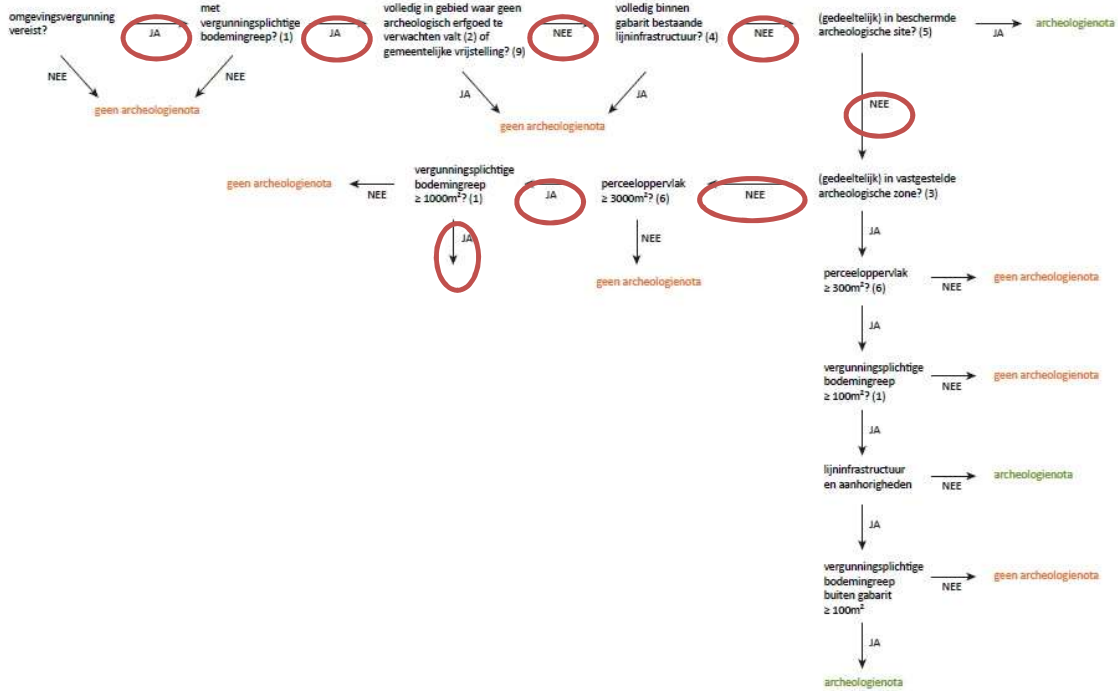 omgevingsvergunning
vereist?
JA
NEE
met
vergunningsplichtige
bodemingreep? (1)
JA
NEE
geen archeologienota
volledig in gebied waar geen
archeologisch erfgoed te
verwachten valt (2) of
gemeentelijke vrijstelling? (9)
NEE
JA
volledig binnen
gabarit bestaande
lijninfrastructuur? (4)
NEE
JA
geen archeologienota
(gedeeltelijk) in beschermde
archeologische site? (5)
JA
archeologienota
NEE
(gedeeltelijk) in vastgestelde
archeologische zone? (3)
NEE
perceeloppervlak
≥ 3000m²? (6)
JA
NEE
geen archeologienota
vergunningsplichtige
bodemingreep
≥ 1000m²? (1)
NEE
geen archeologienota
JA
JA
perceeloppervlak
≥ 300m²? (6)
NEE
geen archeologienota
JA
vergunningsplichtige
bodemingreep
≥ 100m²? (1)
NEE
geen archeologienota
JA
lijninfrastructuur
en aanhorigheden
NEE
archeologienota
JA
vergunningsplichtige
bodemingreep
buiten gabarit
≥ 100m²
NEE
geen archeologienota
JA
archeologienota